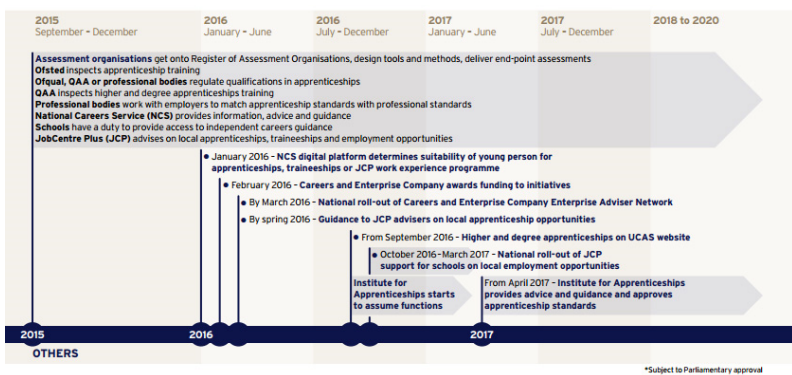 2015
September - December
2016
January - June
2016
July - December
2017
January - June
2017
July - December
2018 to 2020
Assessment organisations get onto Register of Assessment Organisations, design tools and methods, deliver end-point assessments
Ofsted inspects apprenticeship training
Ofqual, QAA or professional bodies regulate qualifications in apprenticeships
QAA inspects higher and degree apprenticeships training
Professional bodies work with employers to match apprenticeship standards with professional standards
National Careers Service (NCS) provides information, advice and guidance
Schools have a duty to provide access to independent careers guidance
JobCentre Plus (JCP) advises on local apprenticeships, traineeships and employment opportunities
• January 2016 - NCS digital platform determines suitability of young person for
apprenticeships, traineeships or JCP work experience programme
• February 2016 - Careers and Enterprise Company awards funding to initiatives
• By March 2016 - National roll-out of Careers and Enterprise Company Enterprise Adviser Network
• By spring 2016 - Guidance to JCP advisers on local apprenticeship opportunities
• From September 2016 - Higher and degree apprenticeships on UCAS website
• October 2016-March 2017 - National roll-out of JCP
support for schools on local employment opportunities
Institute for
Apprenticeships starts
to assume functions
From April 2017 - Institute for Apprenticeships
provides advice and guidance and approves
apprenticeship standards
2015
2016
2017
OTHERS
*Subject to Parliamentary approval